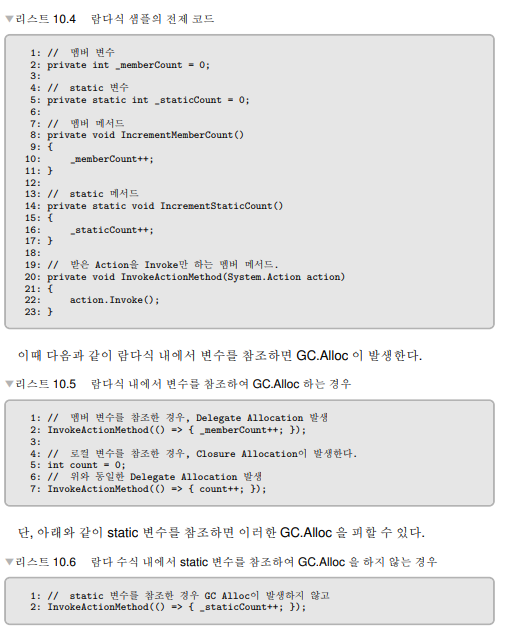 ▼리스트 10.4 람다식 샘플의 전제 코드
1: // 멤버 변수
2: private int _memberCount = 0;
3:
4: // static 변수
5: private static int _staticCount = 0;
6:
7: // 멤버 메서드
8: private void IncrementMemberCount()
9: {
10:     _memberCount++;
11: }
12:
13: // static 메서드
14: private static void IncrementStaticCount()
15: {
16:     _staticCount++;
17: }
18:
19: // 받은 Action을 Invoke만 하는 멤버 메서드.
20: private void InvokeActionMethod(System.Action action)
21: {
22:     action.Invoke();
23: }
이때 다음과 같이 람다식 내에서 변수를 참조하면 GC.Alloc 이 발생한다.
▼리스트 10.5 람다식 내에서 변수를 참조하여 GC.Alloc 하는 경우
1: // 멤버 변수를 참조한 경우, Delegate Allocation 발생
2: InvokeActionMethod(() => { _memberCount++; });
3:
4: // 로컬 변수를 참조한 경우, Closure Allocation이 발생한다.
5: int count = 0;
6: // 위와 동일한 Delegate Allocation 발생
7: InvokeActionMethod(() => { count++; });
단, 아래와 같이 static 변수를 참조하면 이러한 GC.Alloc 을 피할 수 있다.
▼리스트 10.6 람다 수식 내에서 static 변수를 참조하여 GC.Alloc 을 하지 않는 경우
1: // static 변수를 참조한 경우 GC Alloc이 발생하지 않고
2: InvokeActionMethod(() => { _staticCount++; });